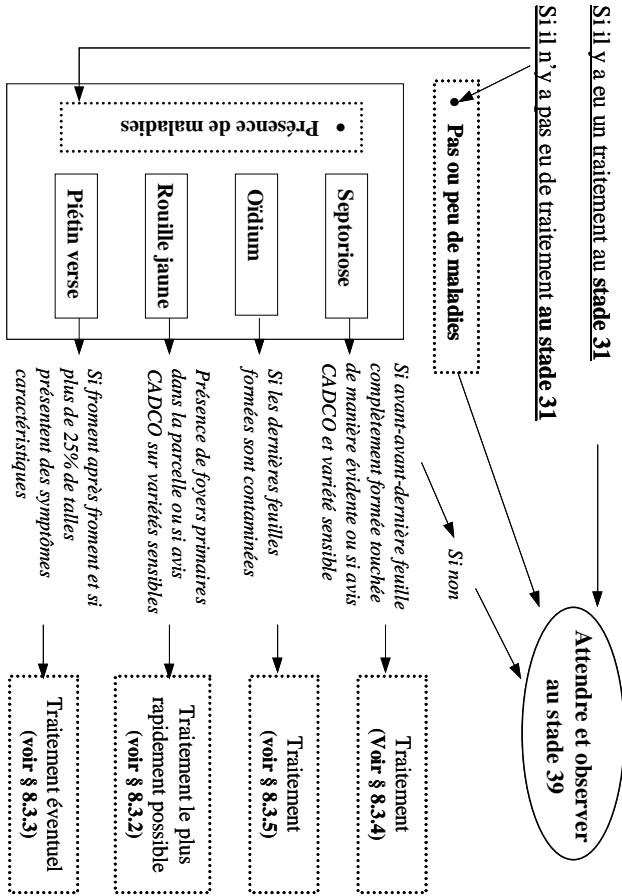 Si il y a eu un traitement au stade 31
Si il n'y a pas eu de traitement au stade 31
• Pas ou peu de maladies
• Présence de maladies
Septoriose
Oïdium
Rouille jaune
Piétin verse
Si avant-avant-dernière feuille
complètement formée touchée
de manière évidente ou si avis
CADCO et variété sensible
Si les dernières feuilles
formées sont contaminées
Présence de foyers primaires
dans la parcelle ou si avis
CADCO sur variétés sensibles
Si froment après froment et si
plus de 25% de talles
présentent des symptômes
caractéristiques
Si non
Attendre et observer
au stade 39
Traitement
(Voir § 8.3.4)
Traitement
(voir § 8.3.5)
Traitement le plus
rapidement possible
(voir § 8.3.2)
Traitement éventuel
(voir § 8.3.3)